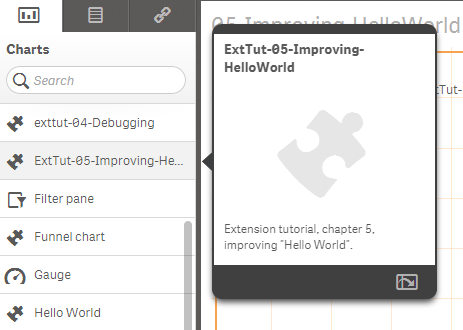 Charts
Search
exttut-04-Debugging
ExtTut-05-Improving-He...
Filter pane
Funnel chart
Gauge
Hello World
05-Improving-HelloWorld
ExtTut-05-Improving-
HelloWorld
Extension tutorial, chapter 5,
improving "Hello World".
tTut-